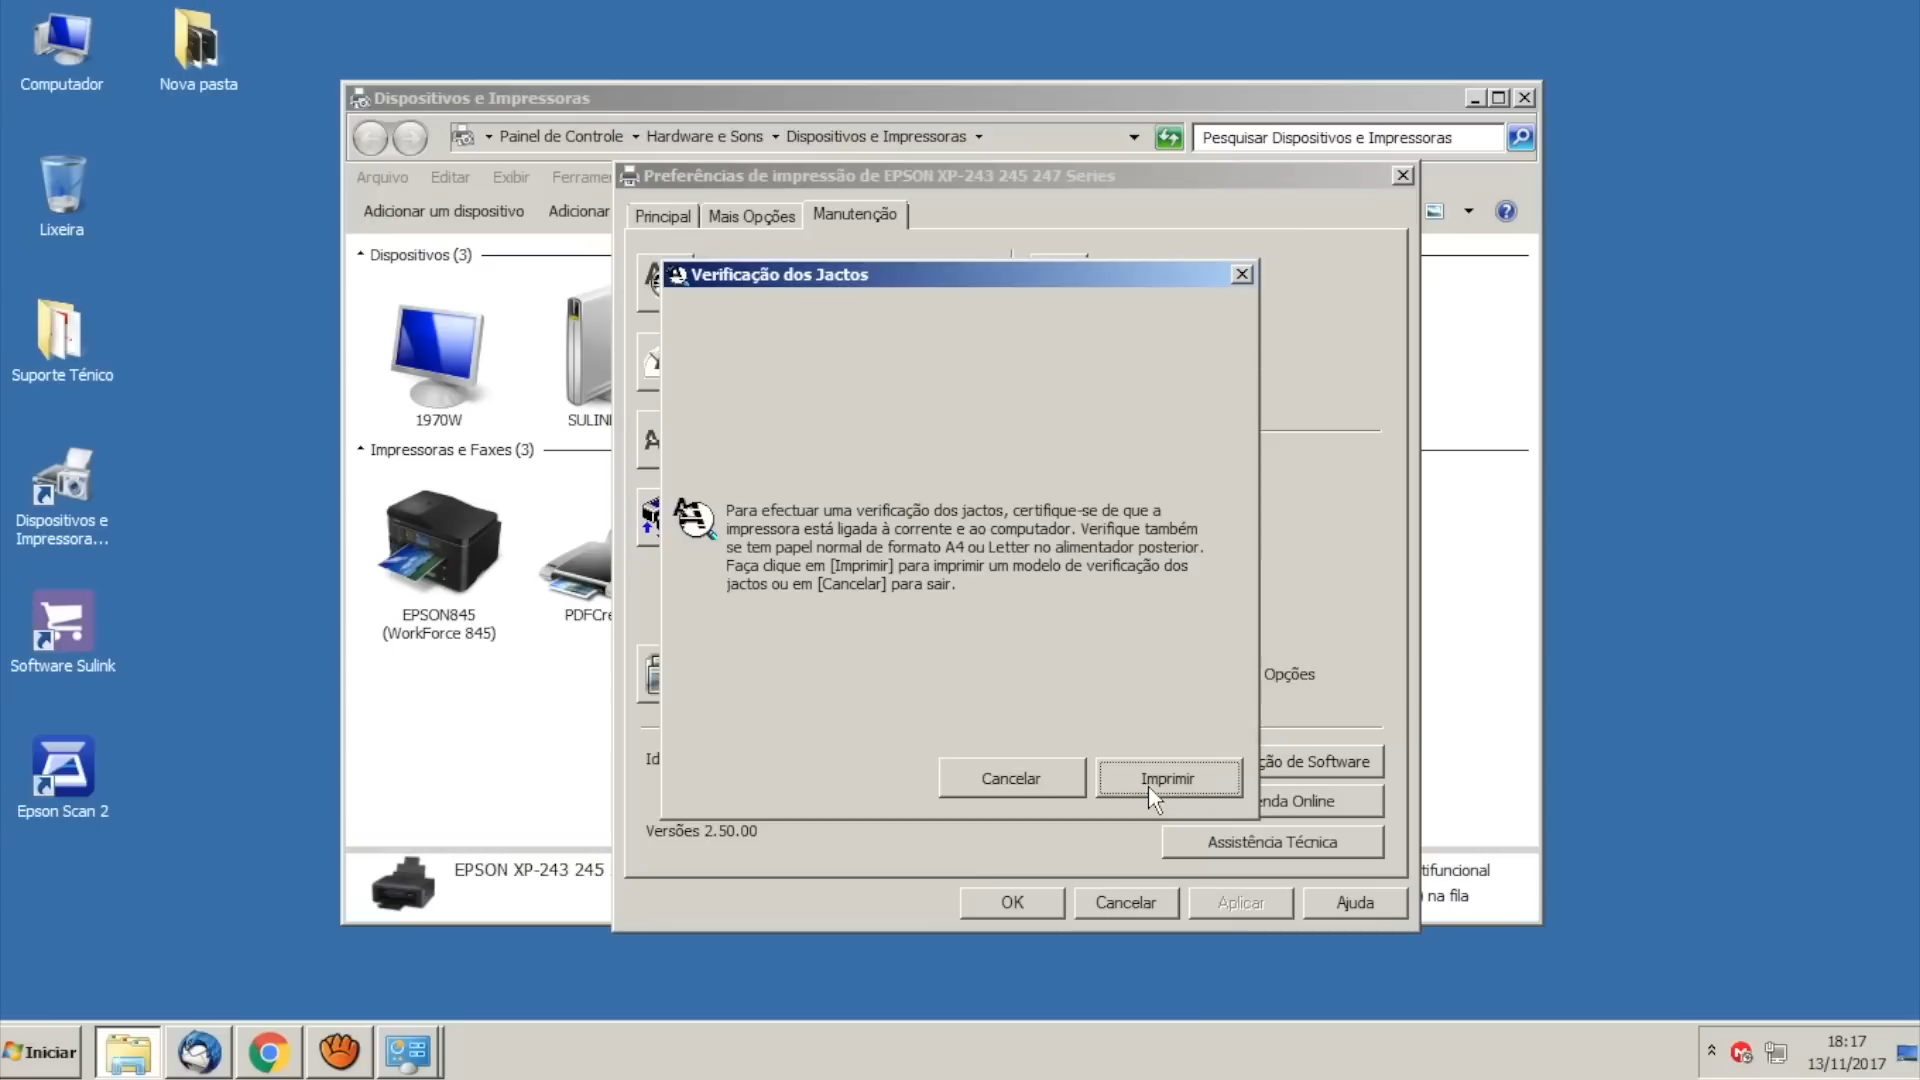 Computador
Nova pasta
Lixeira
Suporte Ténico
Dispositivos e
Impressora...
Software Sulink
Epson Scan 2
Dispositivos e Impressoras
Painel de Controle
Hardware e Sons
Dispositivos e Impressoras
Pesquisar Dispositivos e Impressoras
Arquivo
Editar
Exibir
Ferramen
Adicionar um dispositivo
Adicionar
Dispositivos (3)
1970W
SULINK
Impressoras e Faxes (3)
EPSON845
(WorkForce 845)
PDFCre
EPSON XP-243 245
tifuncional
na fila
Preferências de impressão de EPSON XP-243 245 247 Series
Principal
Mais Opções
Manutenção
Verificação dos Jactos
Para efectuar uma verificação dos jactos, certifique-se de que a
impressora está ligada à corrente e ao computador. Verifique também
se tem papel normal de formato A4 ou Letter no alimentador posterior.
Faça clique em [Imprimir] para imprimir um modelo de verificação dos
jactos ou em [Cancelar] para sair.
Cancelar
Imprimir
Opções
Id
ção de Software
enda Online
Versões 2.50.00
Assistência Técnica
OK
Cancelar
Aplicar
Ajuda
Iniciar
18:17
13/11/2017